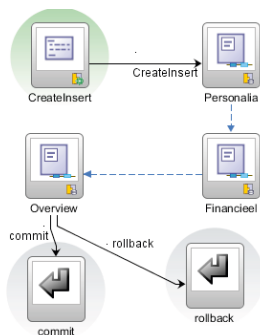 CreateInsert
CreateInsert
Personalia
Overview
Financieel
commit
rollback
commit
rollback